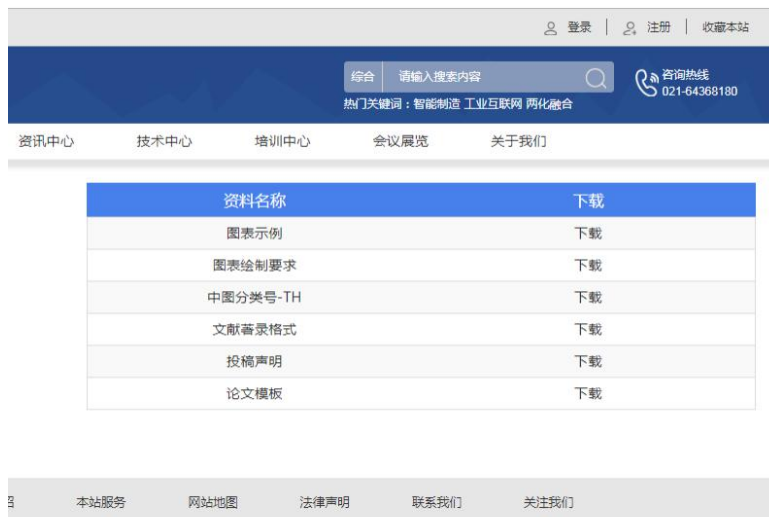 登录 | 注册 | 收藏本站
综合 请输入搜索内容 咨询热线
热门关键词：智能制造 工业互联网 两化融合 021-64368180
资讯中心 技术中心 培训中心 会议展览 关于我们
资料名称 下载
图表示例 下载
图表绘制要求 下载
中图分类号-TH 下载
文献著录格式 下载
投稿声明 下载
论文模板 下载
本站服务 网站地图 法律声明 联系我们 关注我们